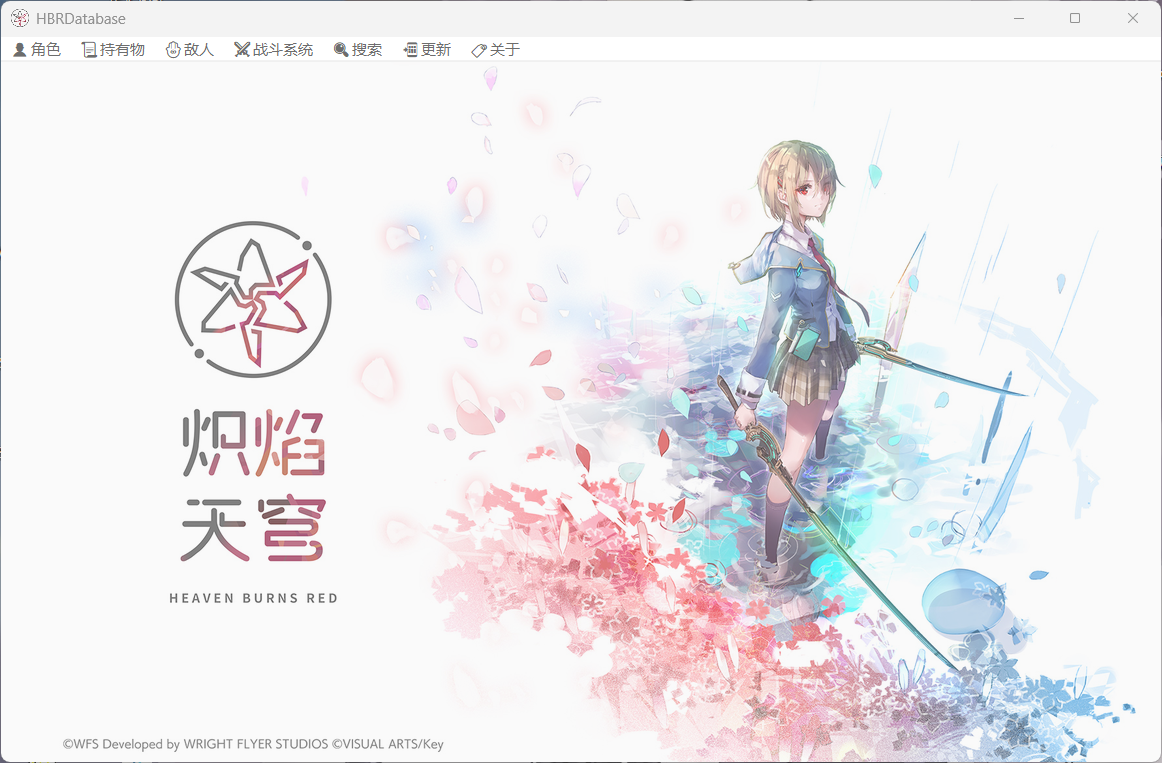 HBRDatabase
角色 持有物 敌人 战斗系统 搜索 更新 关于
炽焰
天穹
HEAVEN BURNS RED
©WFS Developed by WRIGHT FLYER STUDIOS ©VISUAL ARTS/Key